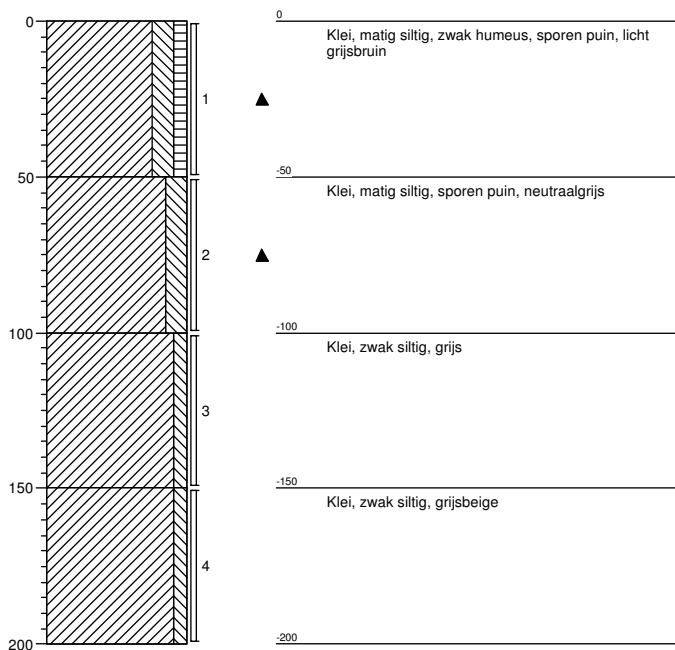 0
0
Klei, matig siltig, zwak humeus, sporen puin, licht
grijsbruin
1
50
-50
Klei, matig siltig, sporen puin, neutraalgrijs
2
100
-100
Klei, zwak siltig, grijs
3
150
-150
Klei, zwak siltig, grijsbeige
4
200
-200